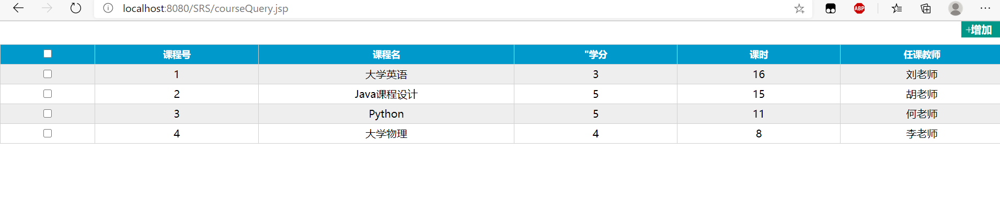 localhost:8080/SRS/courseQuery.jsp
ABP
+增加
课程号 课程名 "学分 课时 任课教师
1 大学英语 3 16 刘老师
2 Java课程设计 5 15 胡老师
3 Python 5 11 何老师
4 大学物理 4 8 李老师